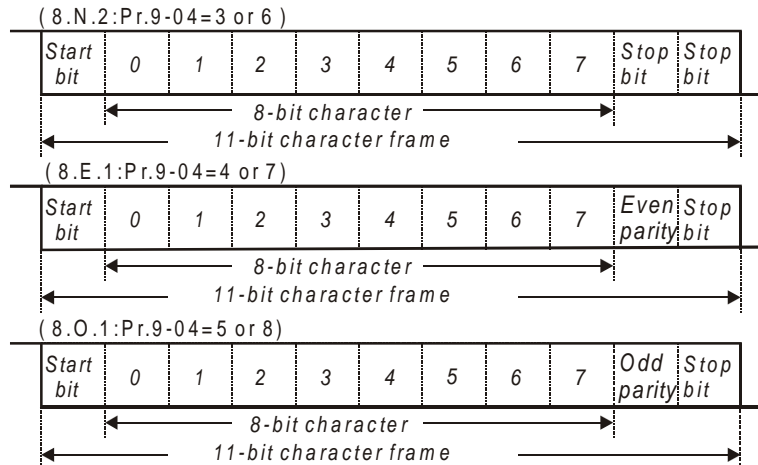 (8.N.2:Pr.9-04=3 or 6)
Start bit 0 1 2 3 4 5 6 7 Stop bit Stop bit
8-bit character
11-bit character frame
(8.E.1:Pr.9-04=4 or 7)
Start bit 0 1 2 3 4 5 6 7 Even parity Stop bit
8-bit character
11-bit character frame
(8.O.1:Pr.9-04=5 or 8)
Start bit 0 1 2 3 4 5 6 7 Odd parity Stop bit
8-bit character
11-bit character frame